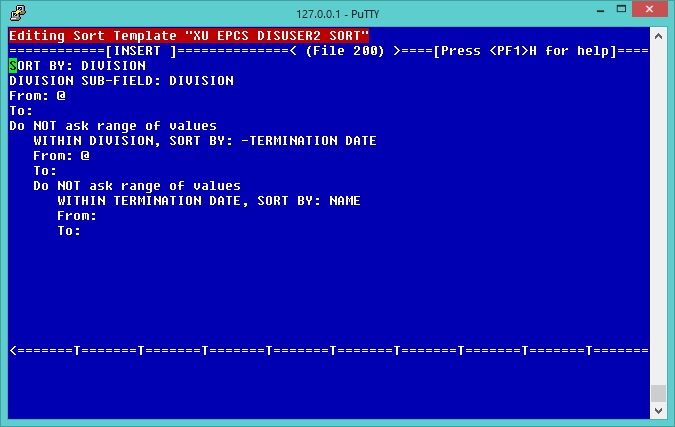 127.0.0.1 - PuTTY
Editing Sort Template "XU EPCS DISUSER2 SORT"
============[INSERT ]==============< (File 200) >====[Press <PF1>H for help]====
SORT BY: DIVISION
DIVISION SUB-FIELD: DIVISION
From: @
To:
Do NOT ask range of values
   WITHIN DIVISION, SORT BY: -TERMINATION DATE
   From: @
   To:
   Do NOT ask range of values
      WITHIN TERMINATION DATE, SORT BY: NAME
      From:
      To:
<=======T=======T=======T=======T=======T=======T=======T=======T=======T=======